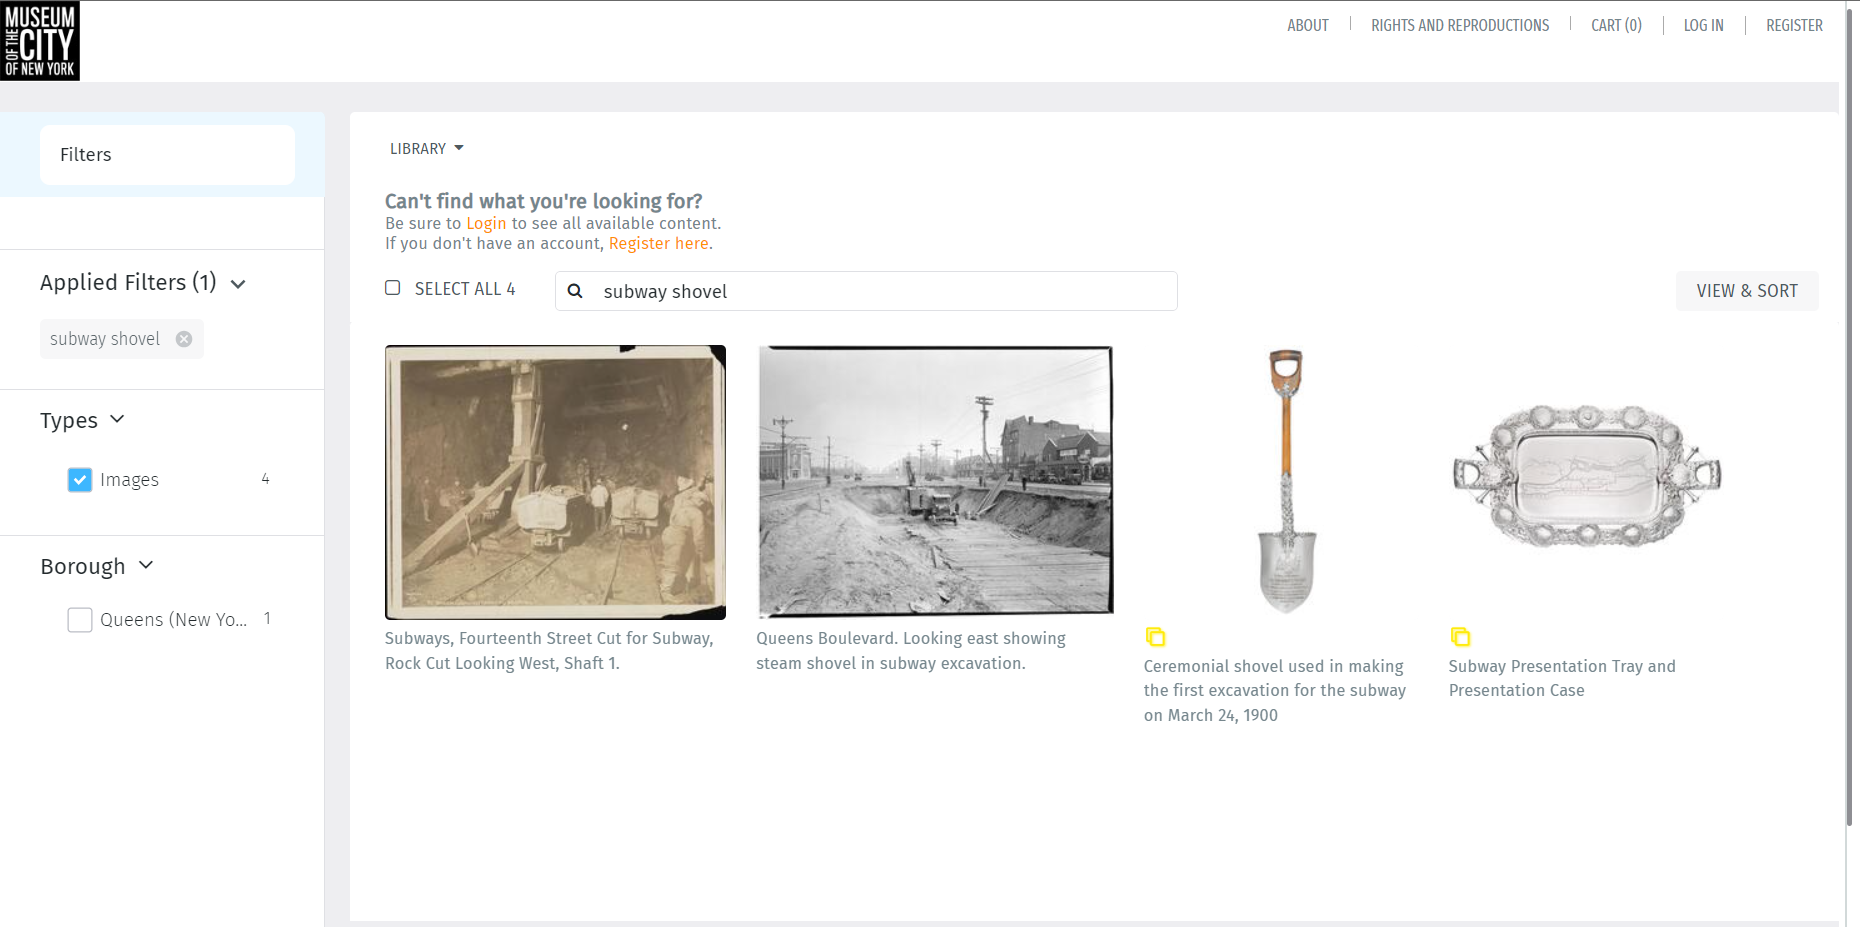 MUSEUM
OF THE CITY
OF NEW YORK
ABOUT
RIGHTS AND REPRODUCTIONS
CART (0)
LOG IN
REGISTER
Filters
Applied Filters (1)
subway shovel
Types
Images 4
Borough
Queens (New Yo... 1
LIBRARY
Can't find what you're looking for?
Be sure to Login to see all available content.
If you don't have an account, Register here.
SELECT ALL 4
subway shovel
VIEW & SORT
Subways, Fourteenth Street Cut for Subway,
Rock Cut Looking West, Shaft 1.
Queens Boulevard. Looking east showing
steam shovel in subway excavation.
Ceremonial shovel used in making
the first excavation for the subway
on March 24, 1900
Subway Presentation Tray and
Presentation Case